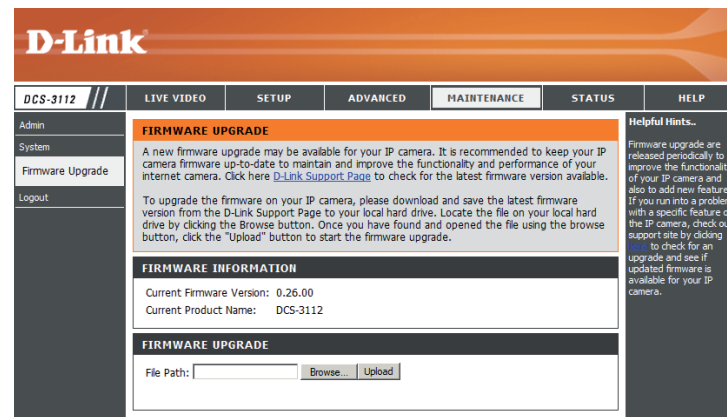 D-Link
DCS-3112
LIVE VIDEO
SETUP
ADVANCED
MAINTENANCE
STATUS
HELP
Admin
System
Firmware Upgrade
Logout
FIRMWARE UPGRADE
A new firmware upgrade may be available for your IP camera. It is recommended to keep your IP
camera firmware up-to-date to maintain and improve the functionality and performance of your
internet camera. Click here D-Link Support Page to check for the latest firmware version available.
To upgrade the firmware on your IP camera, please download and save the latest firmware
version from the D-Link Support Page to your local hard drive. Locate the file on your local hard
drive by clicking the Browse button. Once you have found and opened the file using the browse
button, click the "Upload" button to start the firmware upgrade.
FIRMWARE INFORMATION
Current Firmware Version: 0.26.00
Current Product Name: DCS-3112
FIRMWARE UPGRADE
File Path: Browse... Upload
Helpful Hints..
Firmware upgrade are
released periodically to
improve the functionalit
of your IP camera and
also to add new feature
If you run into a problem
with a specific feature o
the IP camera, check ou
support site by clicking
to check for an
upgrade and see if
updated firmware is
available for your IP
camera.